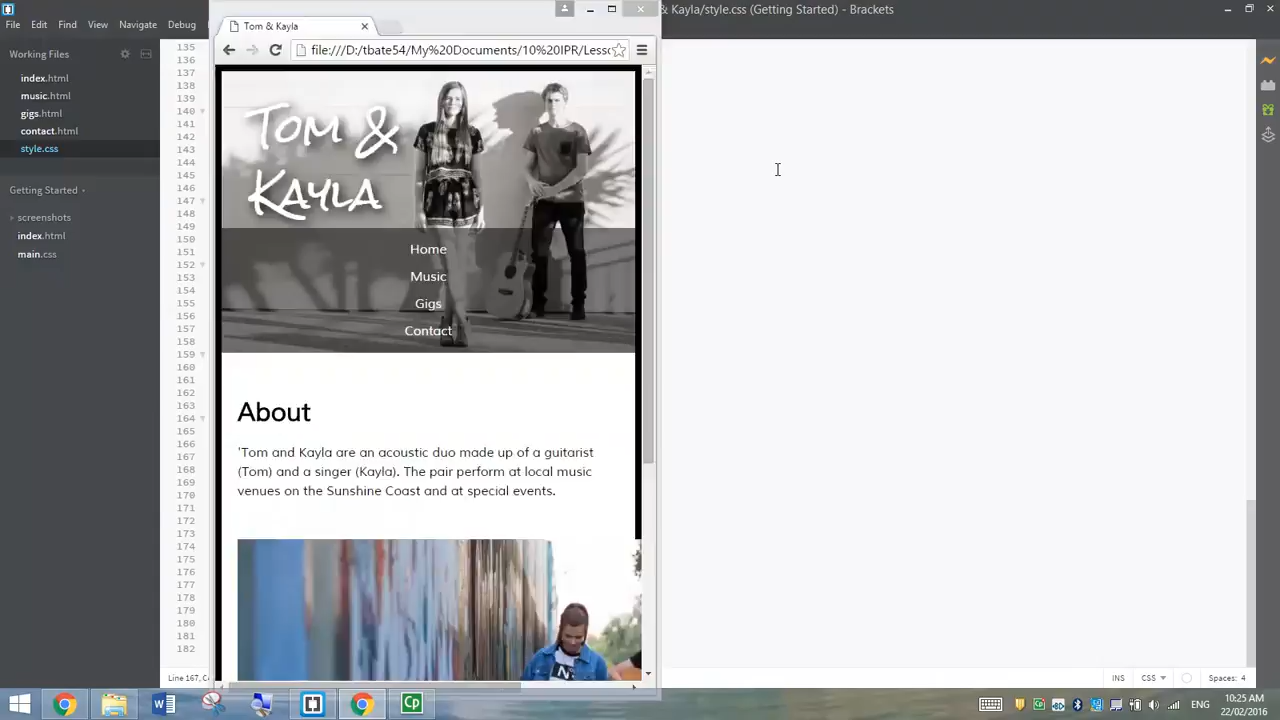 Tom & Kayla
& Kayla/style.css (Getting Started) - Brackets
File Edit Find View Navigate Debug
file:///D:/tbate54/My%20Documents/10%20IPR/Lesso
Working Files
index.html
music.html
gigs.html
contact.html
style.css
Getting Started
screenshots
index.html
main.css
135
136
137
138
139
140
141
142
143
144
145
146
147
148
149
150
151
152
153
154
155
156
157
158
159
160
161
162
163
164
165
166
167
168
169
170
171
172
173
174
175
176
177
178
179
180
181
182
Tom &
Kayla
Home
Music
Gigs
Contact
About
'Tom and Kayla are an acoustic duo made up of a guitarist
(Tom) and a singer (Kayla). The pair perform at local music
venues on the Sunshine Coast and at special events.
Line 167, C
INS CSS Spaces: 4
ENG
10:25 AM
22/02/2016